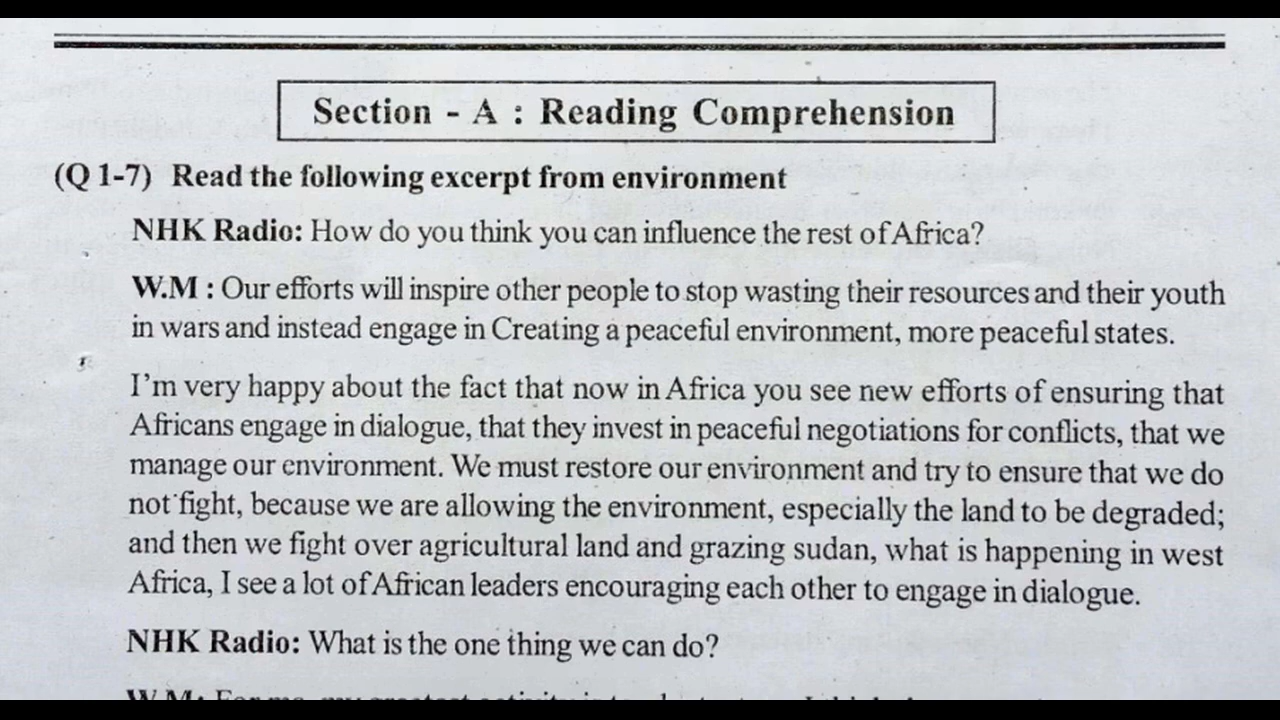 Section - A : Reading Comprehension
(Q 1-7) Read the following excerpt from environment
NHK Radio: How do you think you can influence the rest of Africa?
W.M : Our efforts will inspire other people to stop wasting their resources and their youth
in wars and instead engage in Creating a peaceful environment, more peaceful states.
I'm very happy about the fact that now in Africa you see new efforts of ensuring that
Africans engage in dialogue, that they invest in peaceful negotiations for conflicts, that we
manage our environment. We must restore our environment and try to ensure that we do
not fight, because we are allowing the environment, especially the land to be degraded;
and then we fight over agricultural land and grazing sudan, what is happening in west
Africa, I see a lot of African leaders encouraging each other to engage in dialogue.
NHK Radio: What is the one thing we can do?